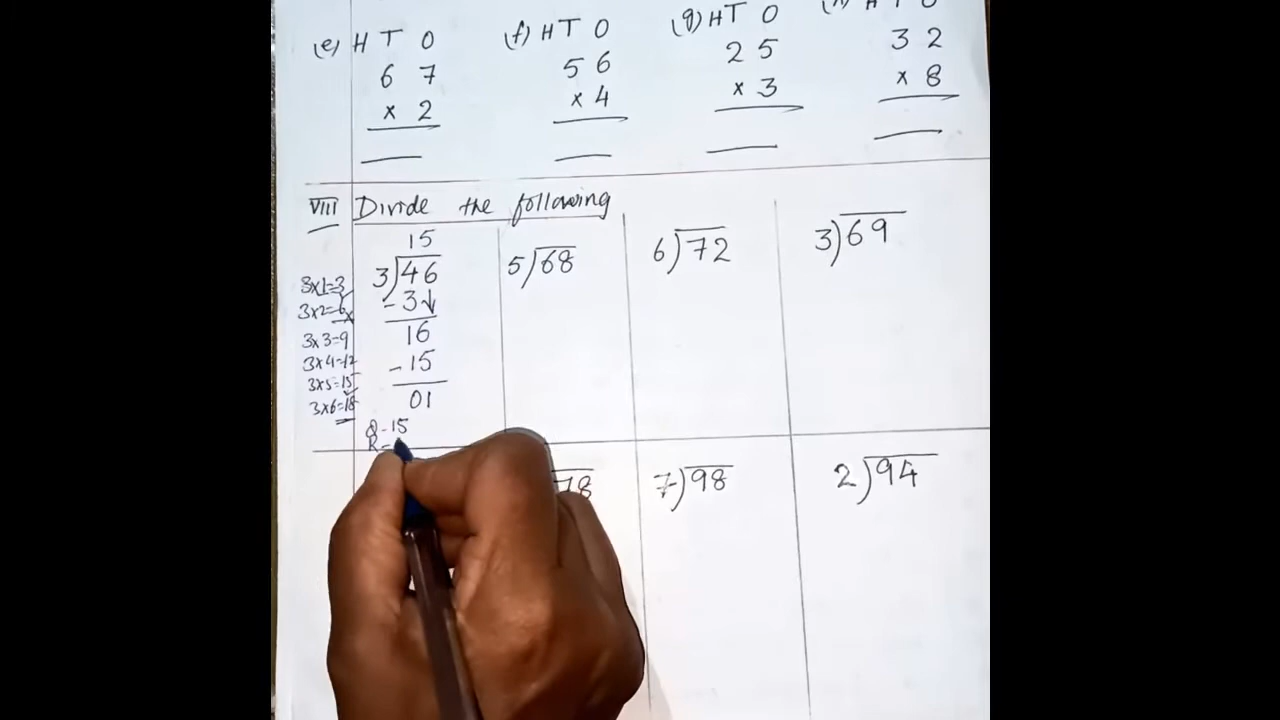 (e) H T O
6 7
x 2
(f) H T O
5 6
x 4
(g) H T O
2 5
x 3
3 2
x 8
VIII Divide the following
15
3)46
-3↓
16
-15
01
Q-15
R-
3x1=3
3x2=6x
3x3=9
3x4=12
3x5=15
3x6=18
5)68
6)72
3)69
78
7)98
2)94